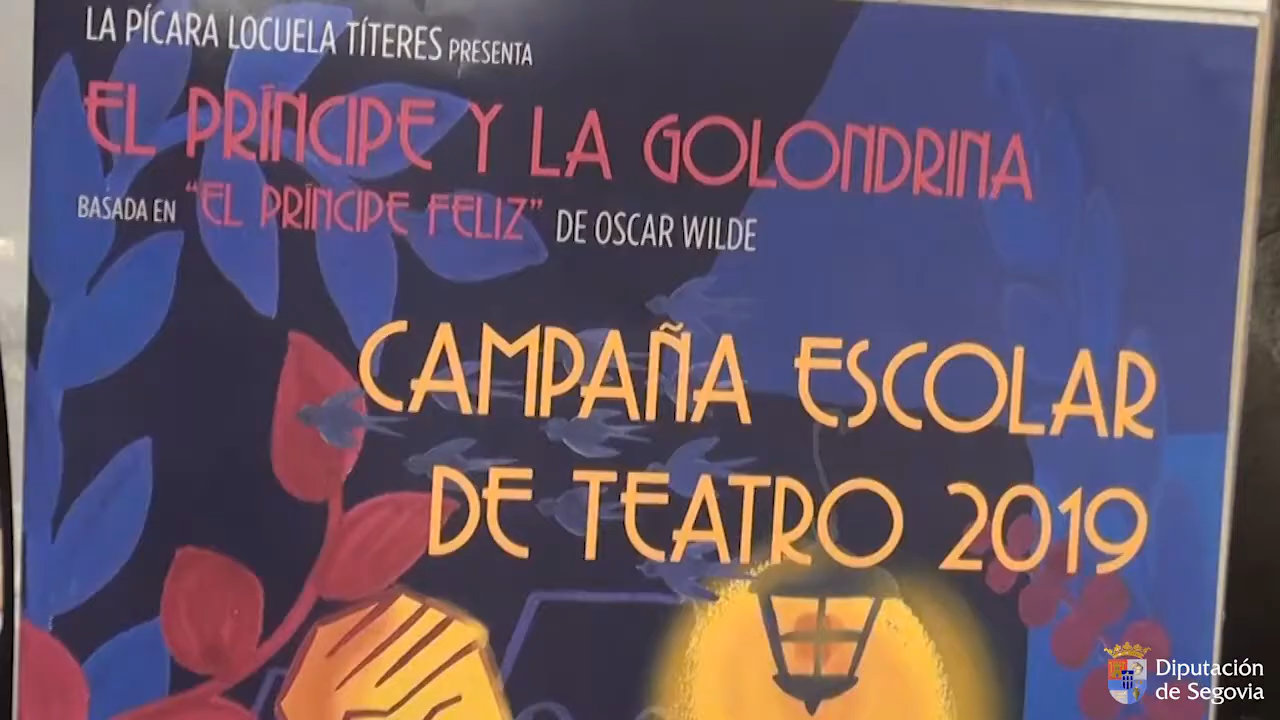 LA PÍCARA LOCUELA TÍTERES PRESENTA
EL PRÍNCIPE Y LA GOLONDRINA
BASADA EN "EL PRÍNCIPE FELIZ" DE OSCAR WILDE
CAMPAÑA ESCOLAR
DE TEATRO 2019
Diputación
de Segovia